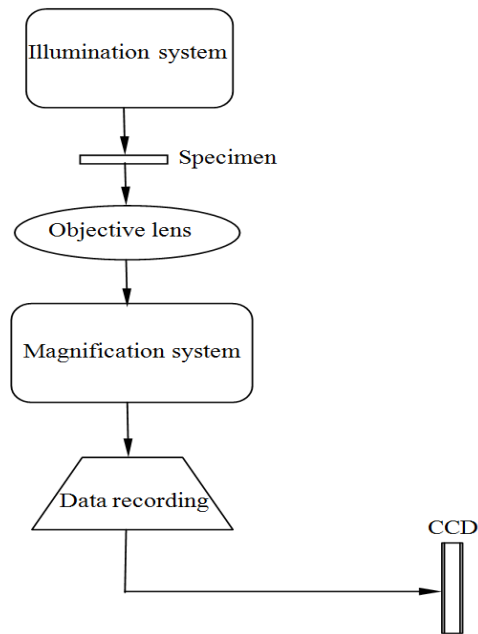 Illumination system
Specimen
Objective lens
Magnification system
Data recording
CCD